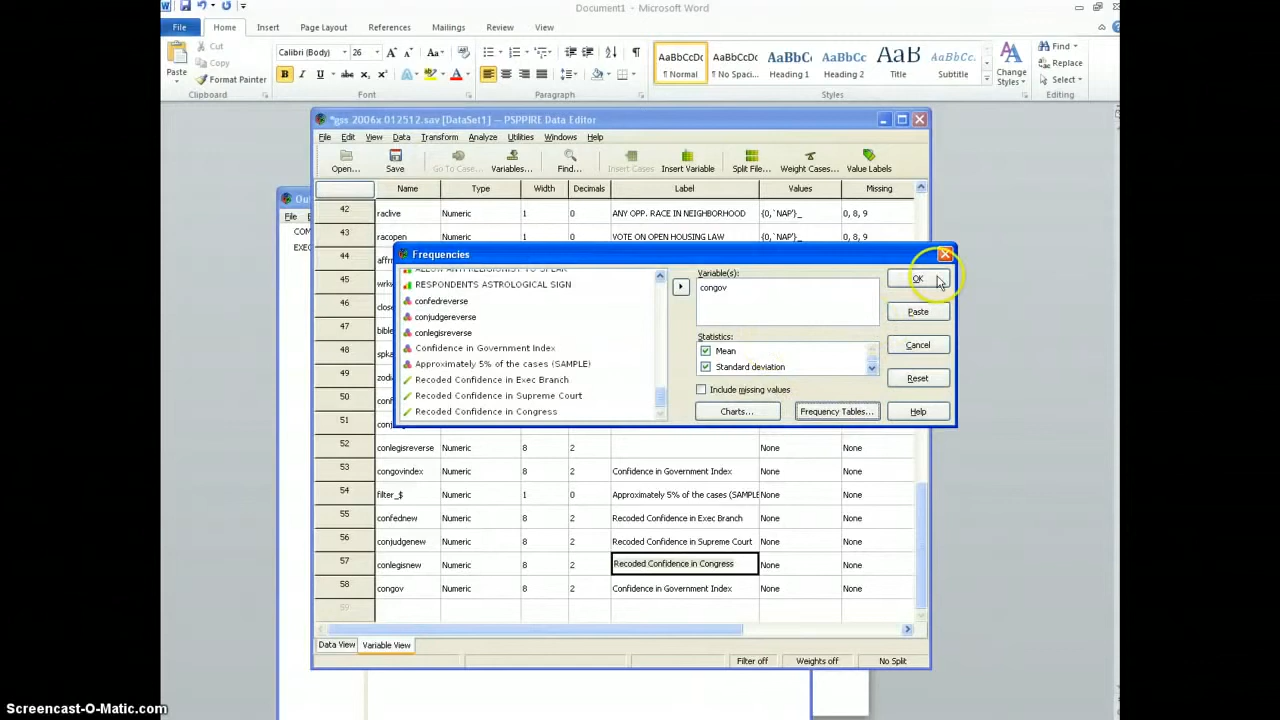 Document1 - Microsoft Word
File Home Insert Page Layout References Mailings Review View
Cut
Copy
Format Painter
Paste
Calibri (Body) 26
AaBbCcDc AaBbCcDc AaBbC AaBbCc AaB AaBbCc.
¶ Normal ¶ No Spaci... Heading 1 Heading 2 Title Subtitle
Change Styles
Find
Replace
Select
Clipboard Font Paragraph Styles Editing
*gss 2006x 012512.sav [DataSet1] — PSPPIRE Data Editor
File Edit View Data Transform Analyze Utilities Windows Help
Open... Save Go To Case... Variables... Find... Insert Cases Insert Variable Split File... Weight Cases... Value Labels
Name Type Width Decimals Label Values Missing
42 raclive Numeric 1 0 ANY OPP. RACE IN NEIGHBORHOOD {0,`NAP'}_ 0, 8, 9
43 racopen Numeric 1 0 VOTE ON OPEN HOUSING LAW {0,`NAP'}_ 0, 8, 9
44
45
46
47
48
49
50
51
File
COM
EXEC
Frequencies
RESPONDENTS ASTROLOGICAL SIGN
confedreverse
conjudgereverse
conlegisreverse
Confidence in Government Index
Approximately 5% of the cases (SAMPLE)
Recoded Confidence in Exec Branch
Recoded Confidence in Supreme Court
Recoded Confidence in Congress
Variable(s):
congov
Statistics:
Mean
Standard deviation
Include missing values
Charts... Frequency Tables...
OK
Paste
Cancel
Reset
Help
52 conlegisreverse Numeric 8 2 None None
53 congovindex Numeric 8 2 Confidence in Government Index None None
54 filter_$ Numeric 1 0 Approximately 5% of the cases (SAMPLE None None
55 confednew Numeric 8 2 Recoded Confidence in Exec Branch None None
56 conjudgenew Numeric 8 2 Recoded Confidence in Supreme Court None None
57 conlegisnew Numeric 8 2 Recoded Confidence in Congress None None
58 congov Numeric 8 2 Confidence in Government Index None None
59
Data View Variable View
Filter off Weights off No Split
Screencast-O-Matic.com